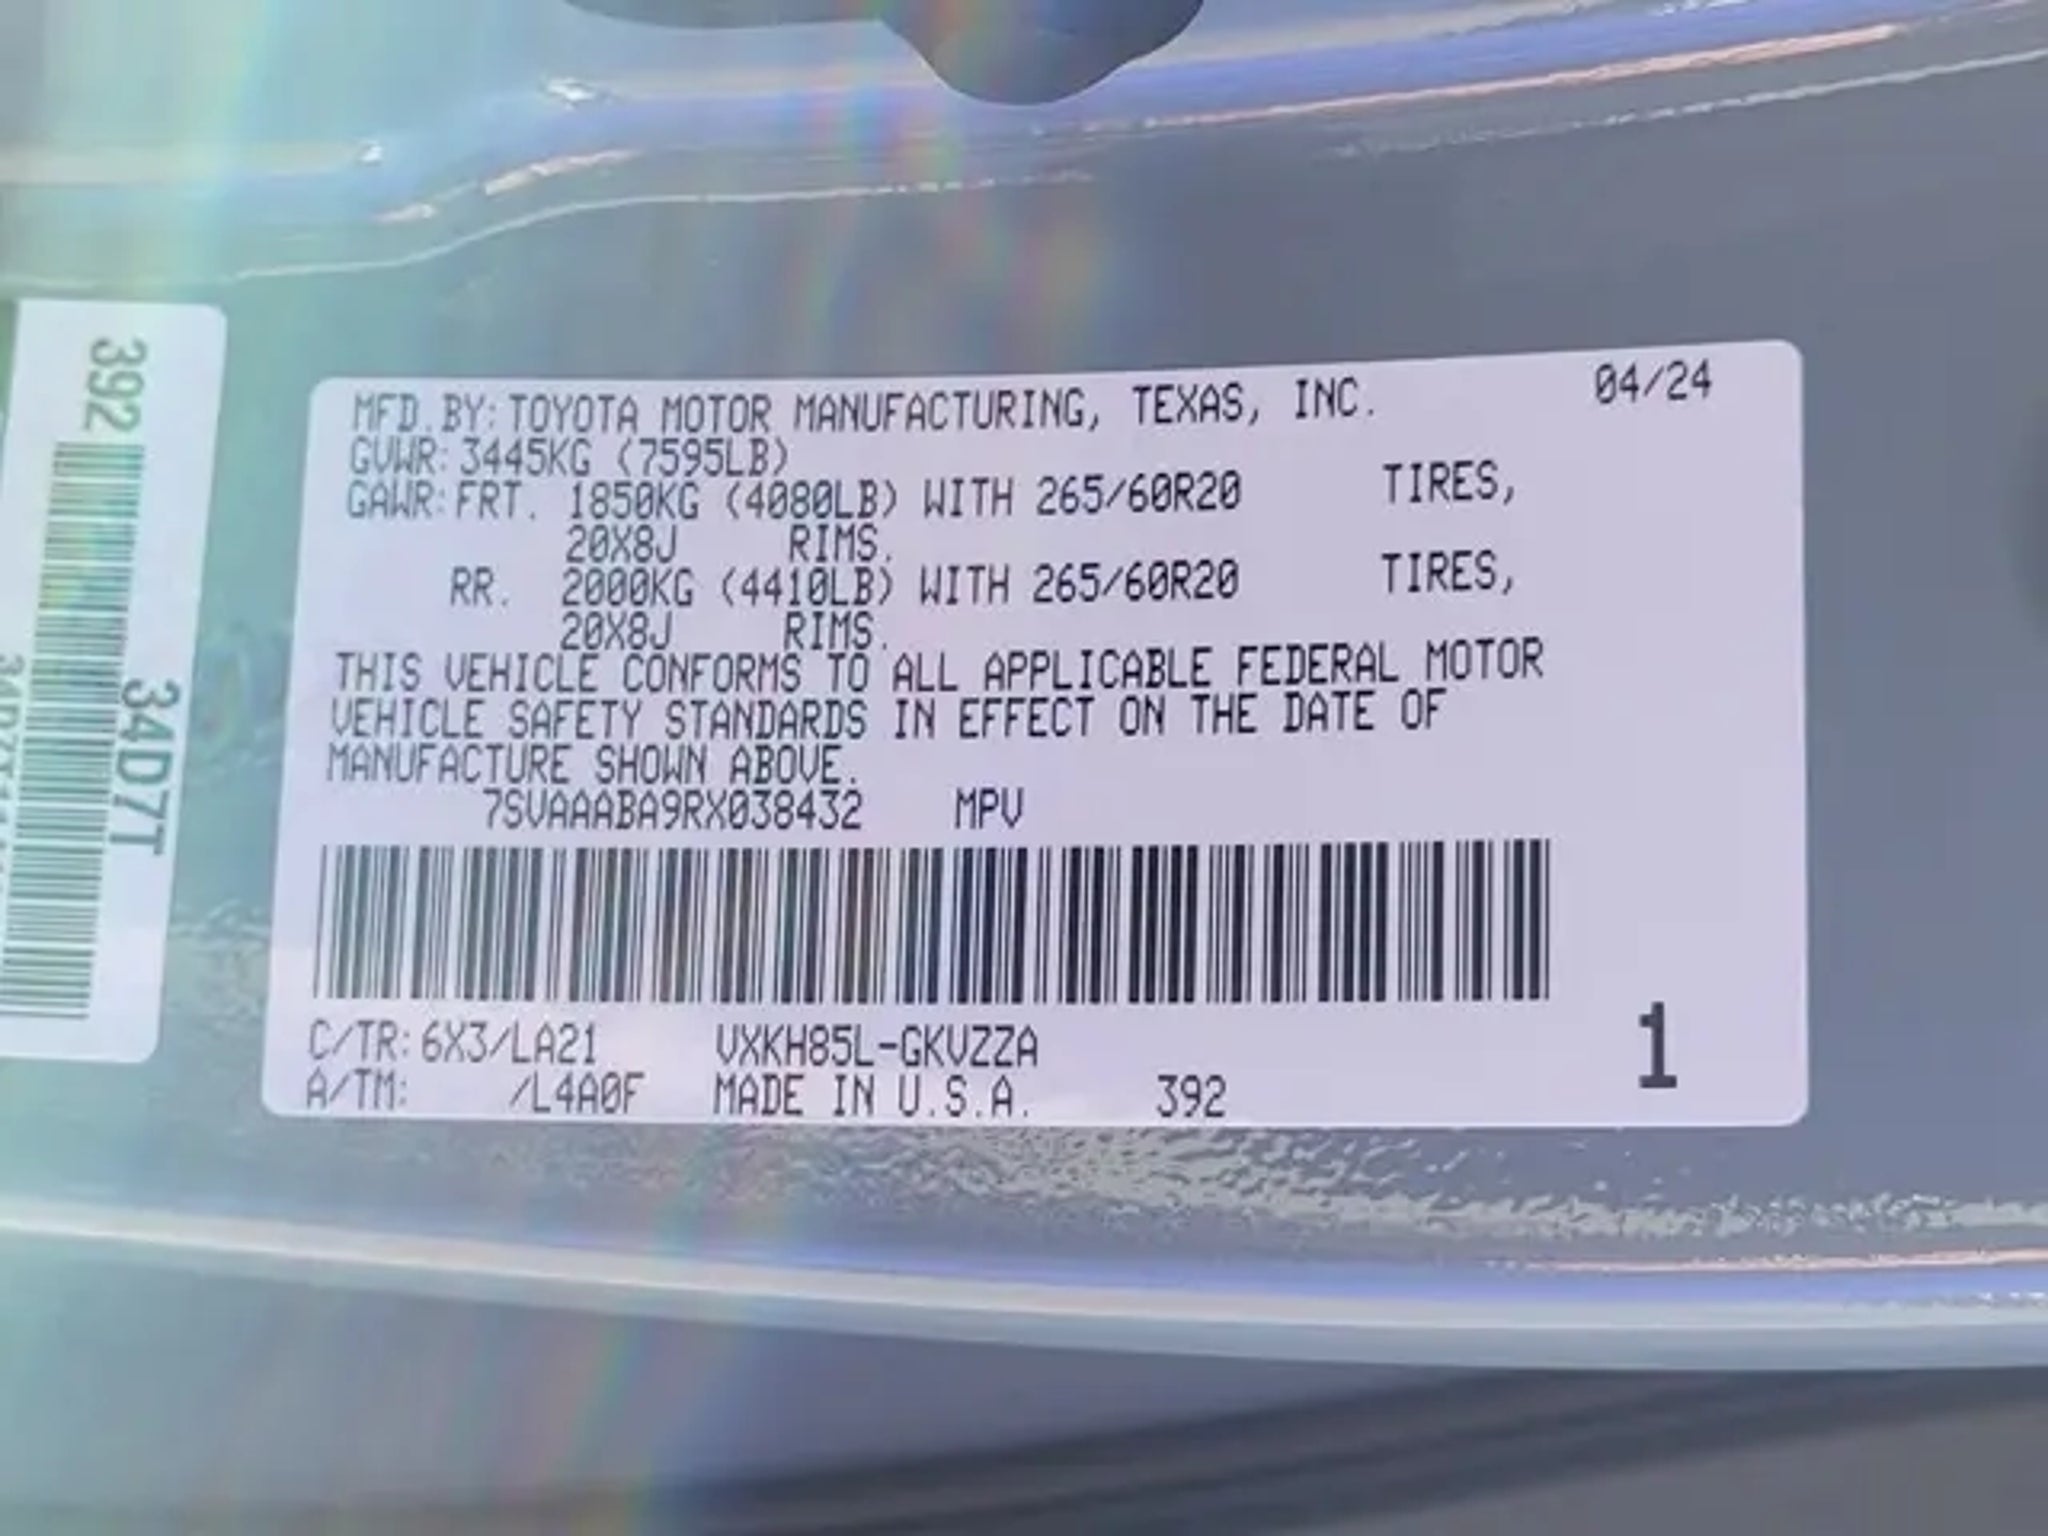 392
34D7T
MFD.BY:TOYOTA MOTOR MANUFACTURING, TEXAS, INC. 04/24
GVWR:3445KG (7595LB)
GAWR:FRT. 1850KG (4080LB) WITH 265/60R20 TIRES,
20X8J RIMS.
RR. 2000KG (4410LB) WITH 265/60R20 TIRES,
20X8J RIMS.
THIS VEHICLE CONFORMS TO ALL APPLICABLE FEDERAL MOTOR
VEHICLE SAFETY STANDARDS IN EFFECT ON THE DATE OF
MANUFACTURE SHOWN ABOVE.
7SVAAABA9RX038432 MPV
C/TR:6X3/LA21 VXKH85L-GKVZZA
A/TM: /L4A0F MADE IN U.S.A. 392
1